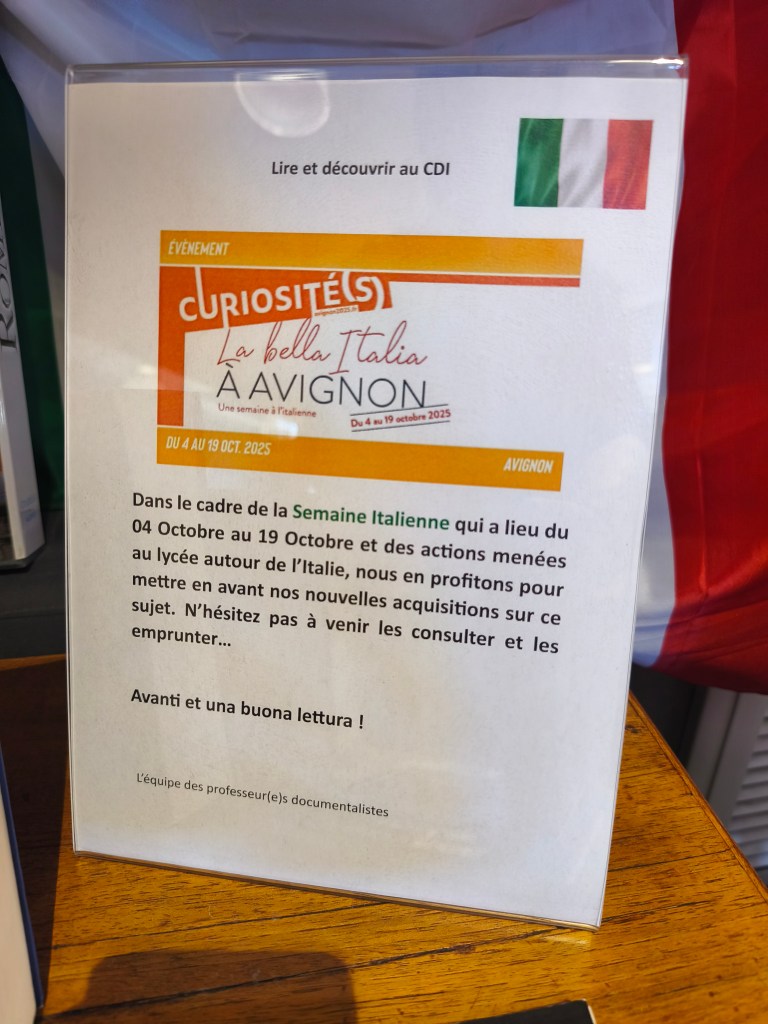 Lire et découvrir au CDI
ÉVÈNEMENT
CURIOSITÉ(S)
avignon2025.fr
La bella Italia
À AVIGNON
Une semaine à l'italienne
Du 4 au 19 octobre 2025
DU 4 AU 19 OCT. 2025
AVIGNON
Dans le cadre de la Semaine Italienne qui a lieu du
04 Octobre au 19 Octobre et des actions menées
au lycée autour de l'Italie, nous en profitons pour
mettre en avant nos nouvelles acquisitions sur ce
sujet. N'hésitez pas à venir les consulter et les
emprunter...
Avanti et una buona lettura !
L'équipe des professeur(e)s documentalistes